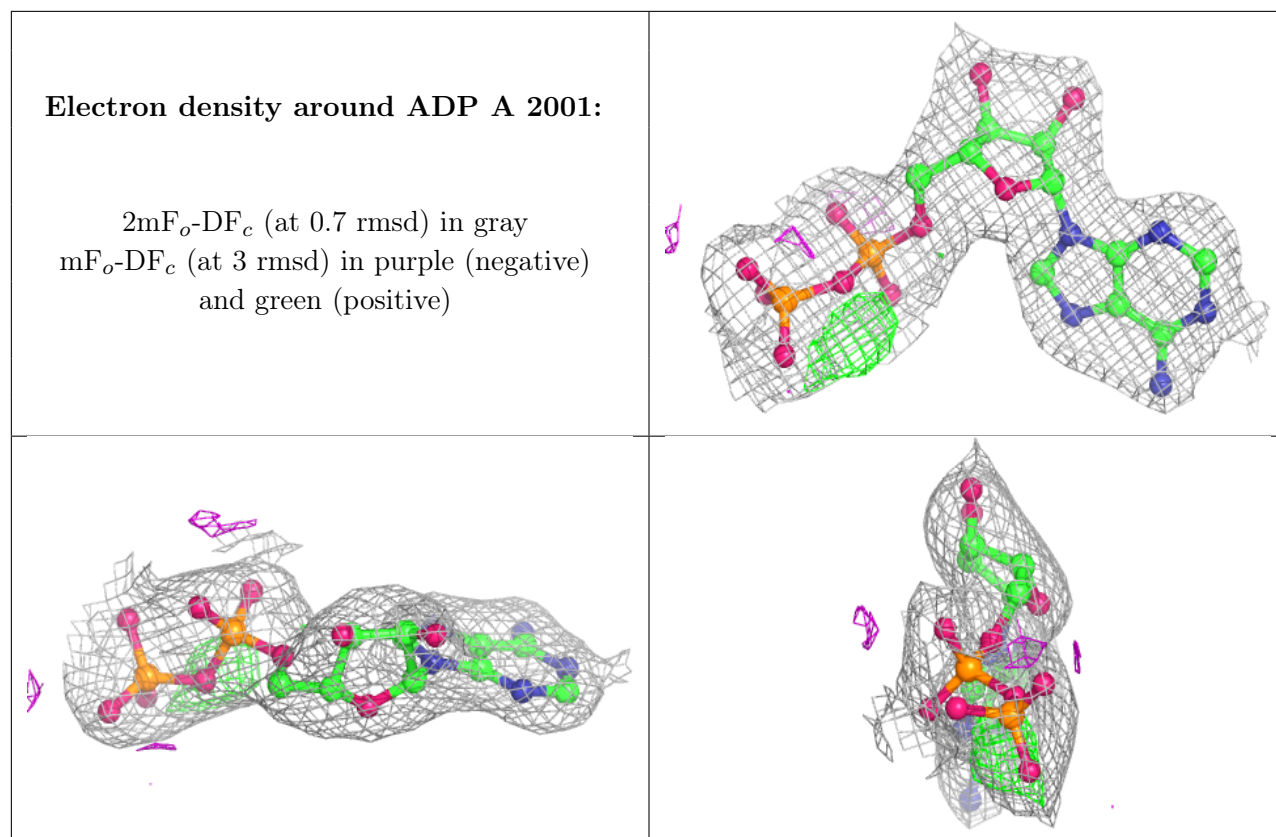 Electron density around ADP A 2001:
2mFₒ-DF𝒸 (at 0.7 rmsd) in gray
mFₒ-DF𝒸 (at 3 rmsd) in purple (negative)
and green (positive)